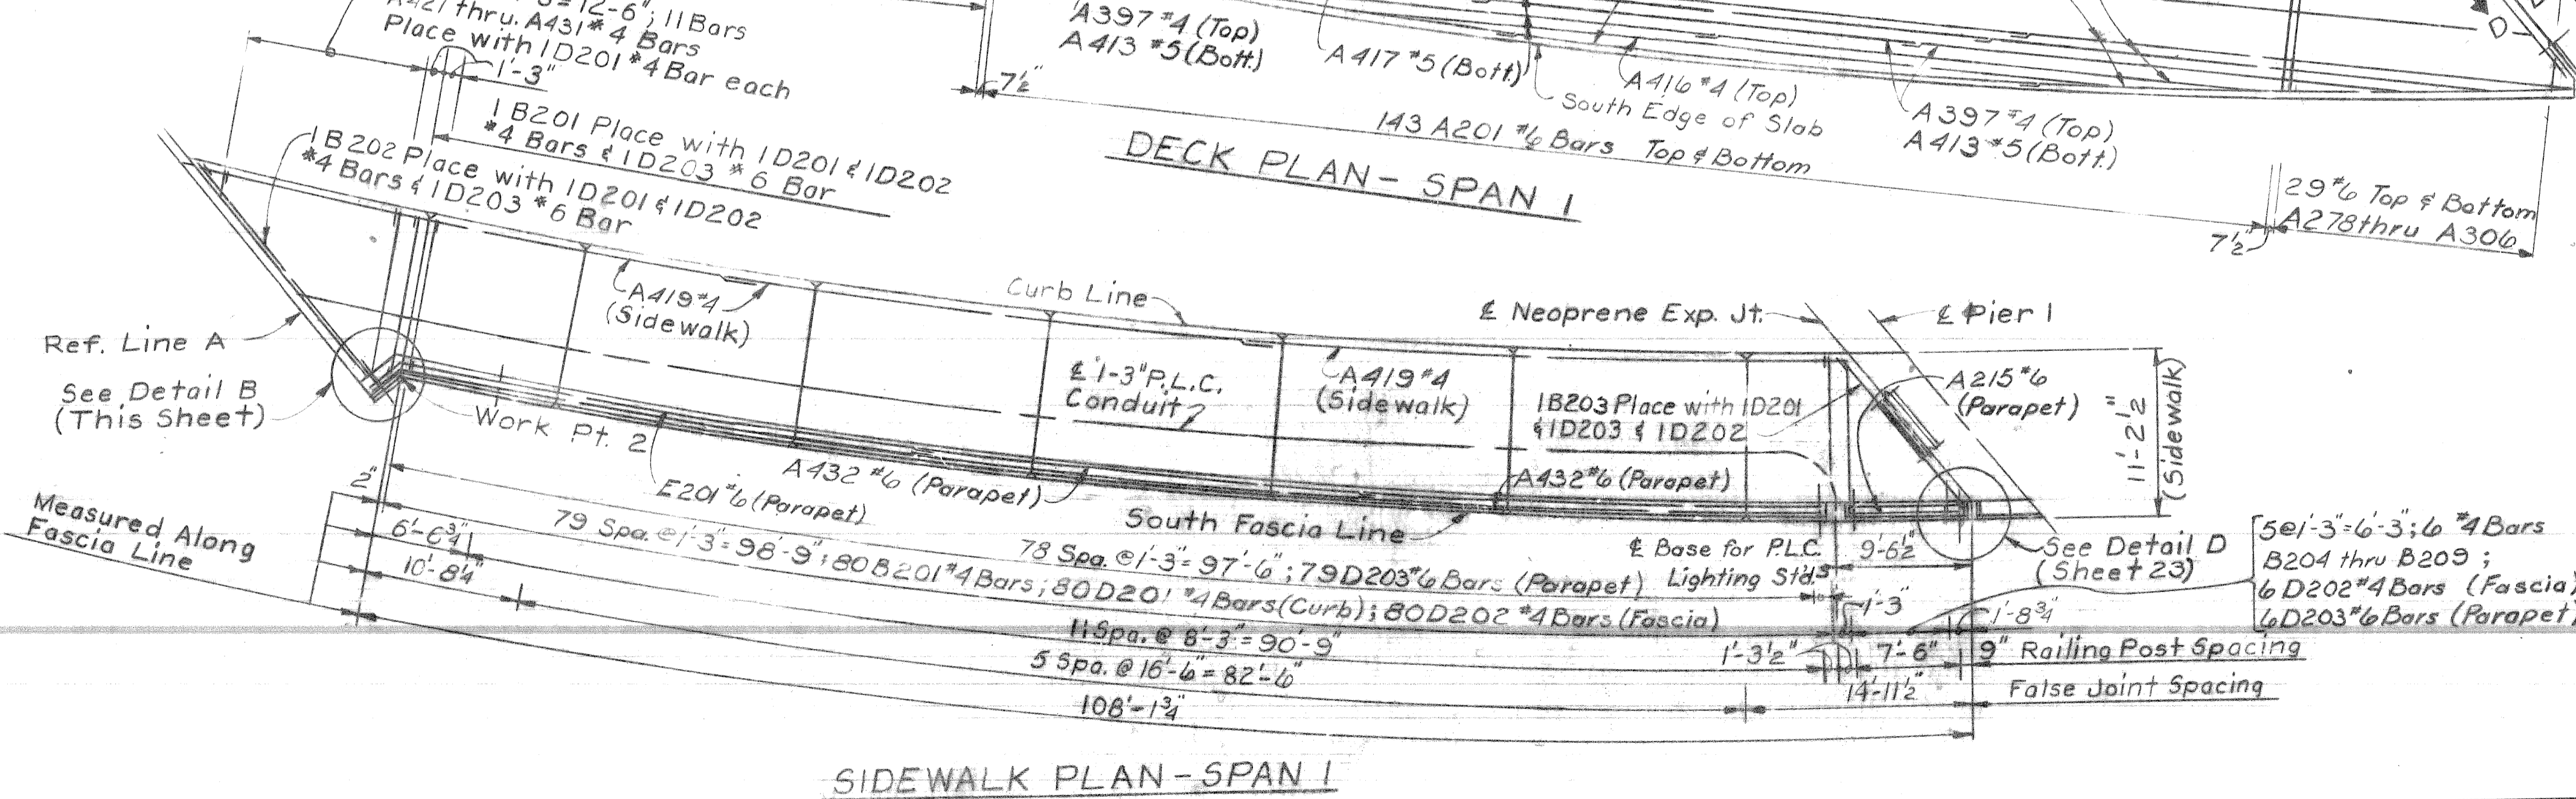 =12'-6"; 11 Bars
A421 thru. A431 #4 Bars
Place with 1D201 #4 Bar each
1'-3"
1B201 Place with 1D201 & 1D202
#4 Bars & 1D203 #6 Bar
1B202 Place with 1D201 & 1D202
#4 Bars & 1D203 #6 Bar
A397 #4 (Top)
A413 #5 (Bott.)
7½"
A417 #5 (Bott.)
A416 #4 (Top)
South Edge of Slab
A397 #4 (Top)
A413 #5 (Bott.)
143 A201 #6 Bars Top & Bottom
DECK PLAN - SPAN 1
D
29 #6 Top & Bottom
A278 thru A306
7½"
Ref. Line A
See Detail B
(This Sheet)
Work Pt. 2
A419 #4
(Sidewalk)
Curb Line
℄ 1-3" P.L.C.
Conduit
A419 #4
(Sidewalk)
℄ Neoprene Exp. Jt.
℄ Pier 1
1B203 Place with 1D201
& 1D203 & 1D202
A215 #6
(Parapet)
11'-2½"
(Sidewalk)
E201 #6 (Parapet)
A432 #6 (Parapet)
A432 #6 (Parapet)
South Fascia Line
Measured Along
Fascia Line
2"
6'-6¾"
10'-8¼"
79 Spa. @ 1'-3" = 98'-9"; 80 B201 #4 Bars; 80 D201 #4 Bars (Curb); 80 D202 #4 Bars (Fascia)
78 Spa. @ 1'-3" = 97'-6"; 79 D203 #6 Bars (Parapet)
℄ Base for P.L.C.
Lighting Std.s
9'-6½"
See Detail D
(Sheet 23)
5@1'-3"=6'-3"; 6 #4 Bars
B204 thru B209;
6 D202 #4 Bars (Fascia)
6 D203 #6 Bars (Parapet)
1'-3"
1'-8¾"
11 Spa. @ 8'-3" = 90'-9"
1'-3½"
7'-6"
9"
Railing Post Spacing
5 Spa. @ 16'-6" = 82'-6"
14'-11½"
False Joint Spacing
108'-1¾"
SIDEWALK PLAN - SPAN 1